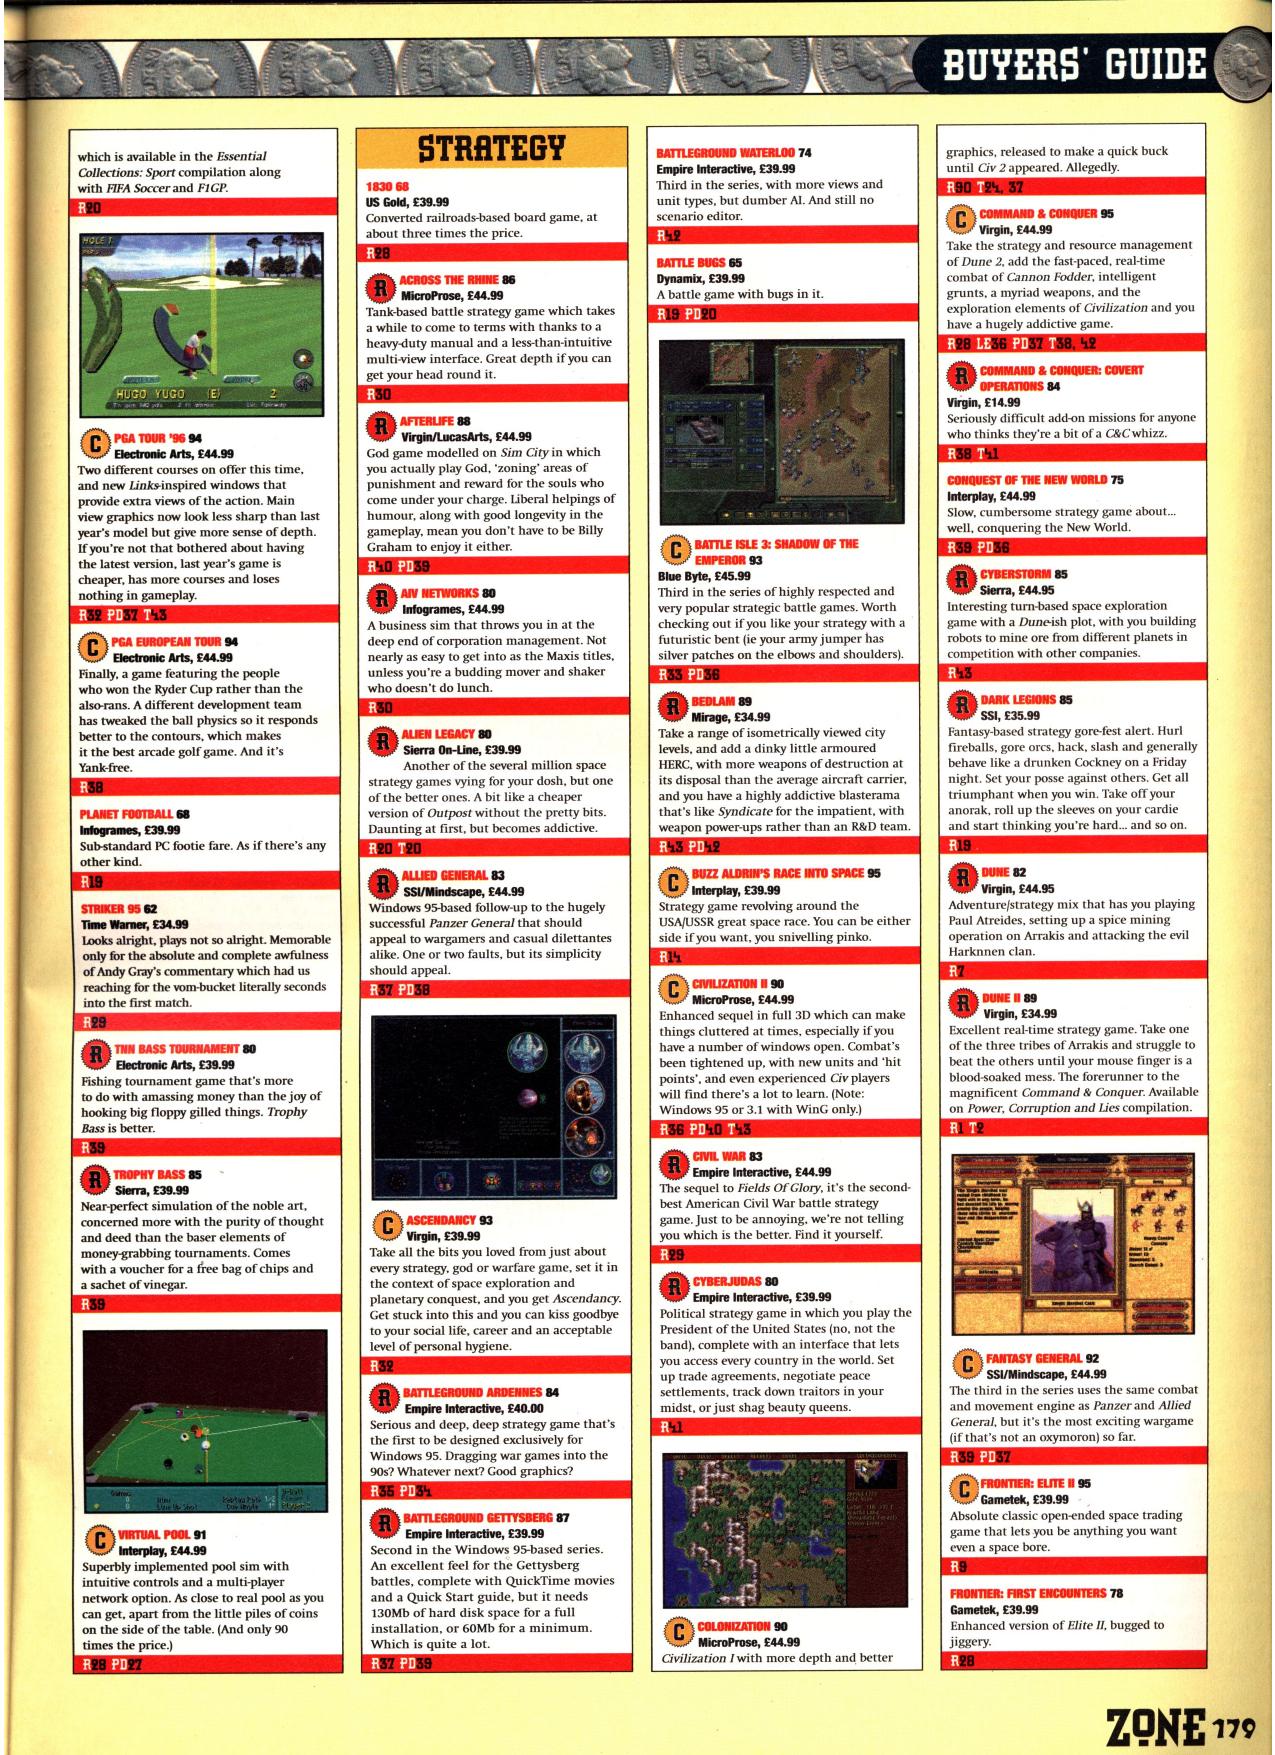 BUYERS' GUIDE
which is available in the Essential
Collections: Sport compilation along
with FIFA Soccer and F1GP.
R20
HOLE 1
HUGO YUGO (E) 2
C PGA TOUR '96 94
Electronic Arts, £44.99
Two different courses on offer this time,
and new Links-inspired windows that
provide extra views of the action. Main
view graphics now look less sharp than last
year's model but give more sense of depth.
If you're not that bothered about having
the latest version, last year's game is
cheaper, has more courses and loses
nothing in gameplay.
R32 PD37 T43
C PGA EUROPEAN TOUR 94
Electronic Arts, £44.99
Finally, a game featuring the people
who won the Ryder Cup rather than the
also-rans. A different development team
has tweaked the ball physics so it responds
better to the contours, which makes
it the best arcade golf game. And it's
Yank-free.
R38
PLANET FOOTBALL 68
Infogrames, £39.99
Sub-standard PC footie fare. As if there's any
other kind.
R19
STRIKER 95 62
Time Warner, £34.99
Looks alright, plays not so alright. Memorable
only for the absolute and complete awfulness
of Andy Gray's commentary which had us
reaching for the vom-bucket literally seconds
into the first match.
R29
R TNN BASS TOURNAMENT 80
Electronic Arts, £39.99
Fishing tournament game that's more
to do with amassing money than the joy of
hooking big floppy gilled things. Trophy
Bass is better.
R39
R TROPHY BASS 85
Sierra, £39.99
Near-perfect simulation of the noble art,
concerned more with the purity of thought
and deed than the baser elements of
money-grabbing tournaments. Comes
with a voucher for a free bag of chips and
a sachet of vinegar.
R39
C VIRTUAL POOL 91
Interplay, £44.99
Superbly implemented pool sim with
intuitive controls and a multi-player
network option. As close to real pool as you
can get, apart from the little piles of coins
on the side of the table. (And only 90
times the price.)
R28 PD27
STRATEGY
1830 68
US Gold, £39.99
Converted railroads-based board game, at
about three times the price.
R28
R ACROSS THE RHINE 86
MicroProse, £44.99
Tank-based battle strategy game which takes
a while to come to terms with thanks to a
heavy-duty manual and a less-than-intuitive
multi-view interface. Great depth if you can
get your head round it.
R30
R AFTERLIFE 88
Virgin/LucasArts, £44.99
God game modelled on Sim City in which
you actually play God, 'zoning' areas of
punishment and reward for the souls who
come under your charge. Liberal helpings of
humour, along with good longevity in the
gameplay, mean you don't have to be Billy
Graham to enjoy it either.
R40 PD39
R AIV NETWORKS 80
Infogrames, £44.99
A business sim that throws you in at the
deep end of corporation management. Not
nearly as easy to get into as the Maxis titles,
unless you're a budding mover and shaker
who doesn't do lunch.
R30
R ALIEN LEGACY 80
Sierra On-Line, £39.99
Another of the several million space
strategy games vying for your dosh, but one
of the better ones. A bit like a cheaper
version of Outpost without the pretty bits.
Daunting at first, but becomes addictive.
R20 T20
R ALLIED GENERAL 83
SSI/Mindscape, £44.99
Windows 95-based follow-up to the hugely
successful Panzer General that should
appeal to wargamers and casual dilettantes
alike. One or two faults, but its simplicity
should appeal.
R37 PD38
C ASCENDANCY 93
Virgin, £39.99
Take all the bits you loved from just about
every strategy, god or warfare game, set it in
the context of space exploration and
planetary conquest, and you get Ascendancy.
Get stuck into this and you can kiss goodbye
to your social life, career and an acceptable
level of personal hygiene.
R32
R BATTLEGROUND ARDENNES 84
Empire Interactive, £40.00
Serious and deep, deep strategy game that's
the first to be designed exclusively for
Windows 95. Dragging war games into the
90s? Whatever next? Good graphics?
R35 PD34
R BATTLEGROUND GETTYSBERG 87
Empire Interactive, £39.99
Second in the Windows 95-based series.
An excellent feel for the Gettysberg
battles, complete with QuickTime movies
and a Quick Start guide, but it needs
130Mb of hard disk space for a full
installation, or 60Mb for a minimum.
Which is quite a lot.
R37 PD39
BATTLEGROUND WATERLOO 74
Empire Interactive, £39.99
Third in the series, with more views and
unit types, but dumber AI. And still no
scenario editor.
R42
BATTLE BUGS 65
Dynamix, £39.99
A battle game with bugs in it.
R19 PD20
C BATTLE ISLE 3: SHADOW OF THE
EMPEROR 93
Blue Byte, £45.99
Third in the series of highly respected and
very popular strategic battle games. Worth
checking out if you like your strategy with a
futuristic bent (ie your army jumper has
silver patches on the elbows and shoulders).
R33 PD36
R BEDLAM 89
Mirage, £34.99
Take a range of isometrically viewed city
levels, and add a dinky little armoured
HERC, with more weapons of destruction at
its disposal than the average aircraft carrier,
and you have a highly addictive blasterama
that's like Syndicate for the impatient, with
weapon power-ups rather than an R&D team.
R43 PD42
C BUZZ ALDRIN'S RACE INTO SPACE 95
Interplay, £39.99
Strategy game revolving around the
USA/USSR great space race. You can be either
side if you want, you snivelling pinko.
R14
C CIVILIZATION II 90
MicroProse, £44.99
Enhanced sequel in full 3D which can make
things cluttered at times, especially if you
have a number of windows open. Combat's
been tightened up, with new units and 'hit
points', and even experienced Civ players
will find there's a lot to learn. (Note:
Windows 95 or 3.1 with WinG only.)
R36 PD40 T43
R CIVIL WAR 83
Empire Interactive, £44.99
The sequel to Fields Of Glory, it's the second-
best American Civil War battle strategy
game. Just to be annoying, we're not telling
you which is the better. Find it yourself.
R29
R CYBERJUDAS 80
Empire Interactive, £39.99
Political strategy game in which you play the
President of the United States (no, not the
band), complete with an interface that lets
you access every country in the world. Set
up trade agreements, negotiate peace
settlements, track down traitors in your
midst, or just shag beauty queens.
R41
C COLONIZATION 90
MicroProse, £44.99
Civilization I with more depth and better
graphics, released to make a quick buck
until Civ 2 appeared. Allegedly.
R90 T24, 37
C COMMAND & CONQUER 95
Virgin, £44.99
Take the strategy and resource management
of Dune 2, add the fast-paced, real-time
combat of Cannon Fodder, intelligent
grunts, a myriad weapons, and the
exploration elements of Civilization and you
have a hugely addictive game.
R28 LE36 PD37 T38, 42
R COMMAND & CONQUER: COVERT
OPERATIONS 84
Virgin, £14.99
Seriously difficult add-on missions for anyone
who thinks they're a bit of a C&C whizz.
R38 T41
CONQUEST OF THE NEW WORLD 75
Interplay, £44.99
Slow, cumbersome strategy game about...
well, conquering the New World.
R39 PD36
R CYBERSTORM 85
Sierra, £44.95
Interesting turn-based space exploration
game with a Dune-ish plot, with you building
robots to mine ore from different planets in
competition with other companies.
R43
R DARK LEGIONS 85
SSI, £35.99
Fantasy-based strategy gore-fest alert. Hurl
fireballs, gore orcs, hack, slash and generally
behave like a drunken Cockney on a Friday
night. Set your posse against others. Get all
triumphant when you win. Take off your
anorak, roll up the sleeves on your cardie
and start thinking you're hard... and so on.
R19
R DUNE 82
Virgin, £44.95
Adventure/strategy mix that has you playing
Paul Atreides, setting up a spice mining
operation on Arrakis and attacking the evil
Harknnen clan.
R7
R DUNE II 89
Virgin, £34.99
Excellent real-time strategy game. Take one
of the three tribes of Arrakis and struggle to
beat the others until your mouse finger is a
blood-soaked mess. The forerunner to the
magnificent Command & Conquer. Available
on Power, Corruption and Lies compilation.
R1 T2
C FANTASY GENERAL 92
SSI/Mindscape, £44.99
The third in the series uses the same combat
and movement engine as Panzer and Allied
General, but it's the most exciting wargame
(if that's not an oxymoron) so far.
R39 PD37
C FRONTIER: ELITE II 95
Gametek, £39.99
Absolute classic open-ended space trading
game that lets you be anything you want
even a space bore.
R9
FRONTIER: FIRST ENCOUNTERS 78
Gametek, £39.99
Enhanced version of Elite II, bugged to
jiggery.
R28
ZONE 179